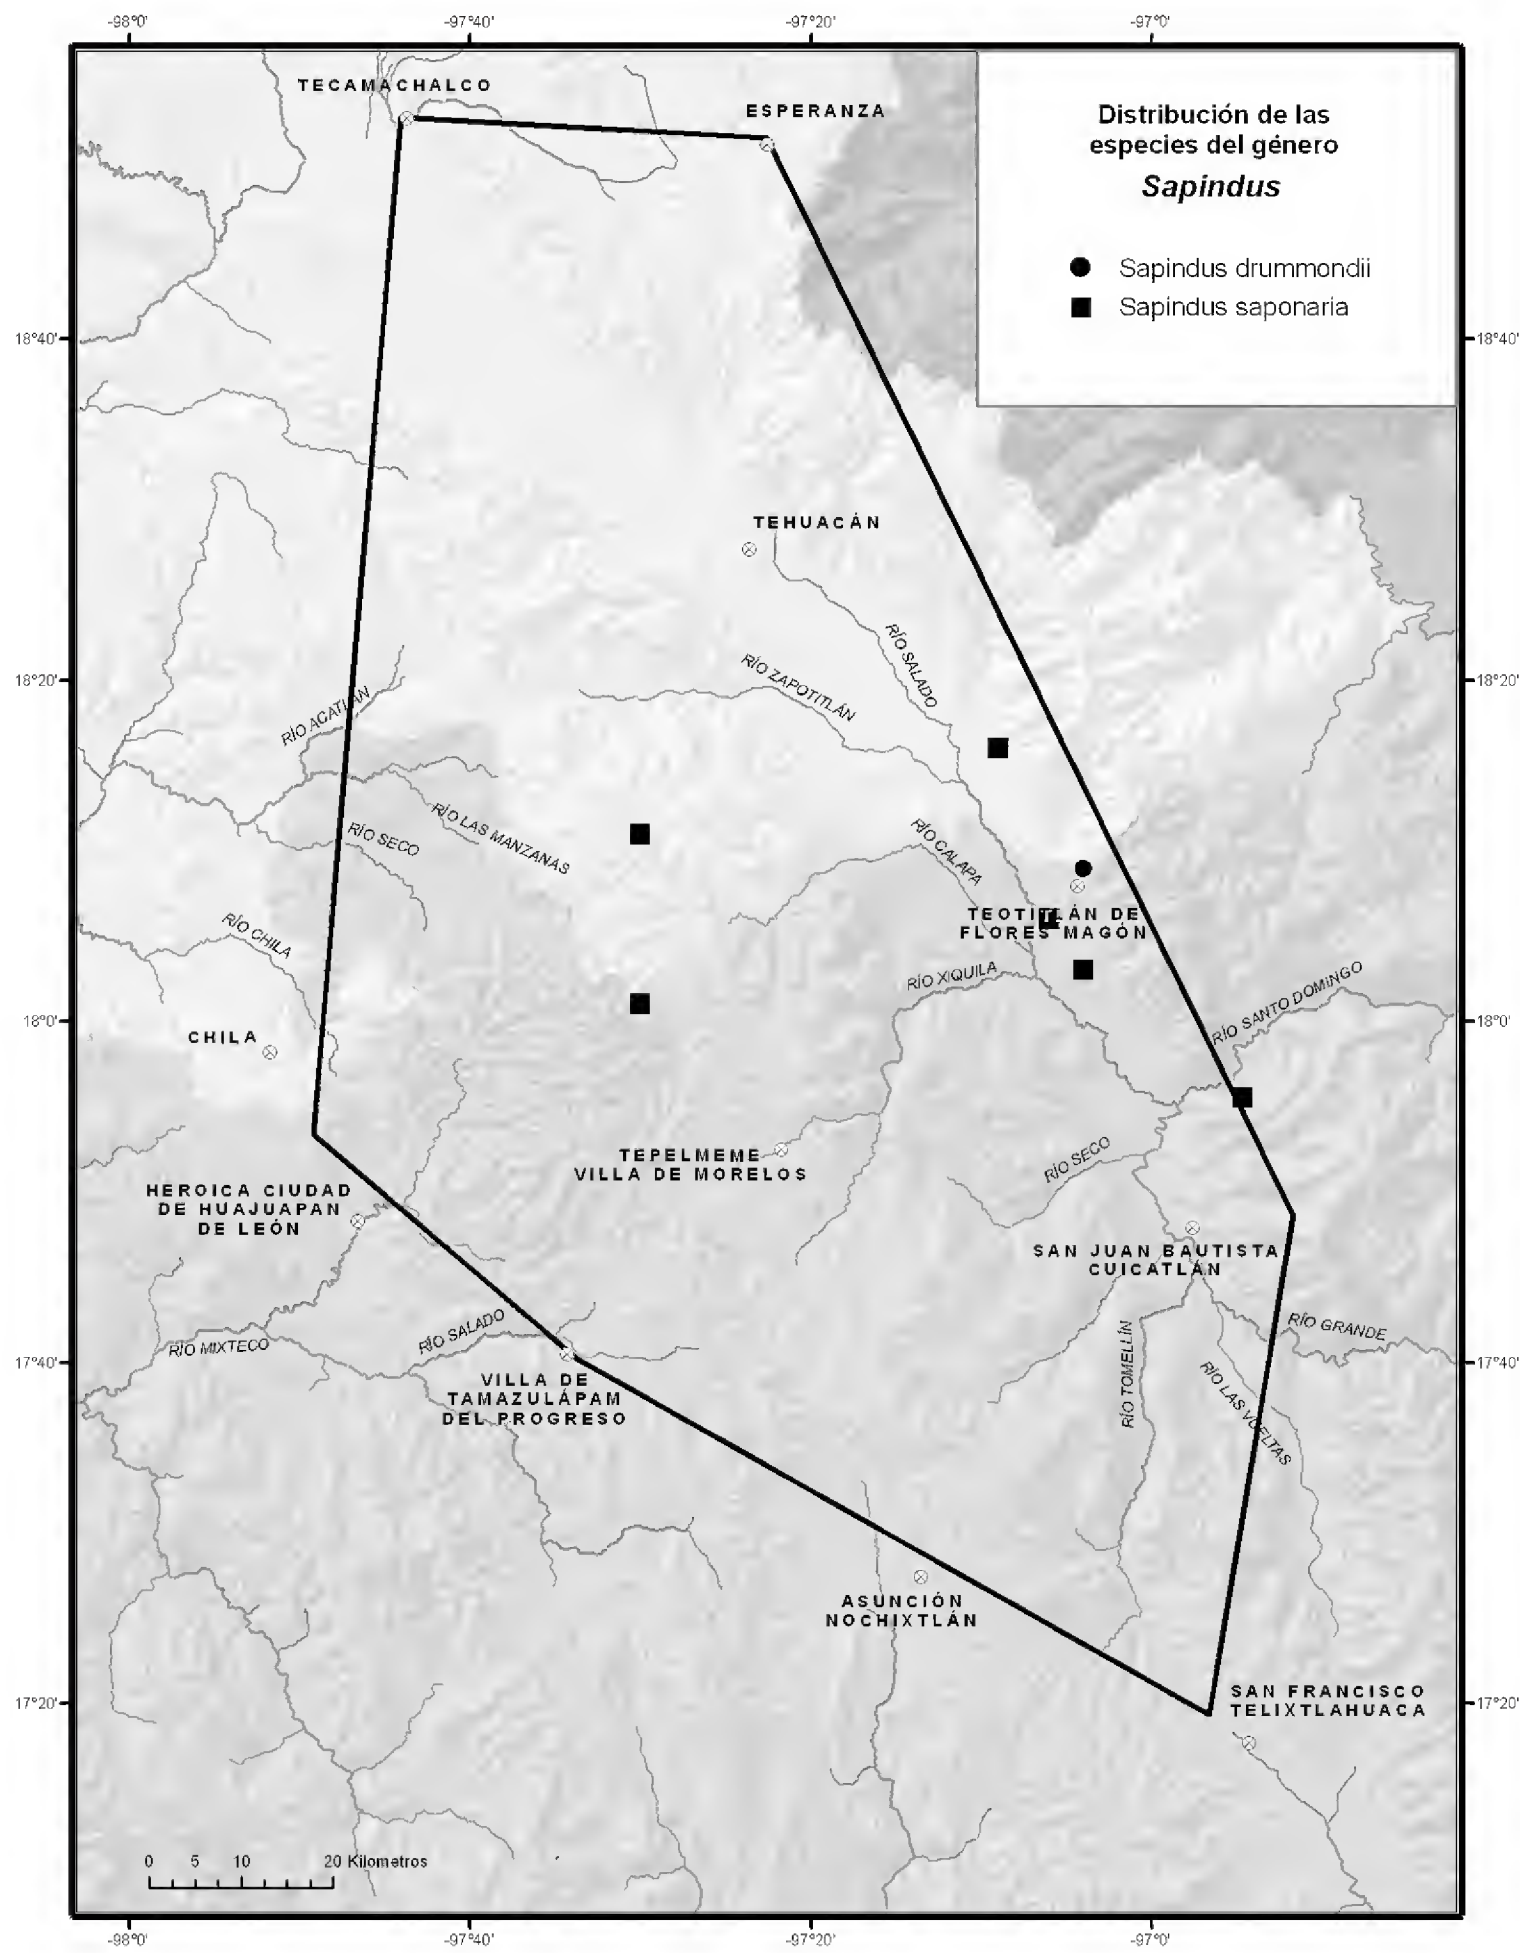 -98°0'
-97°40'
-97°20'
-97°0'
TECAMACHALCO
ESPERANZA
Distribución de las
especies del género
Sapindus
Sapindus drummondii
Sapindus saponaria
18°40'
18°40'
TEHUACÁN
RÍO SALADO
RÍO ZAPOTITLÁN
18°20'
18°20'
RÍO ACATLÁN
RÍO LAS MANZANAS
RÍO SECO
RÍO CALAPA
TEOTITLÁN DE
FLORES MAGÓN
RÍO CHILA
RÍO XIQUILA
RÍO SANTO DOMINGO
18°0'
18°0'
CHILA
TEPELMEME
VILLA DE MORELOS
RÍO SECO
HEROICA CIUDAD
DE HUAJUAPAN
DE LEÓN
SAN JUAN BAUTISTA
CUICATLÁN
RÍO GRANDE
RÍO SALADO
RÍO MIXTECO
RÍO TOMELLÍN
17°40'
17°40'
RÍO LAS VUELTAS
VILLA DE
TAMAZULÁPAM
DEL PROGRESO
ASUNCIÓN
NOCHIXTLÁN
17°20'
17°20'
SAN FRANCISCO
TELIXTLAHUACA
0 5 10 20 Kilometros
-98°0'
-97°40'
-97°20'
-97°0'